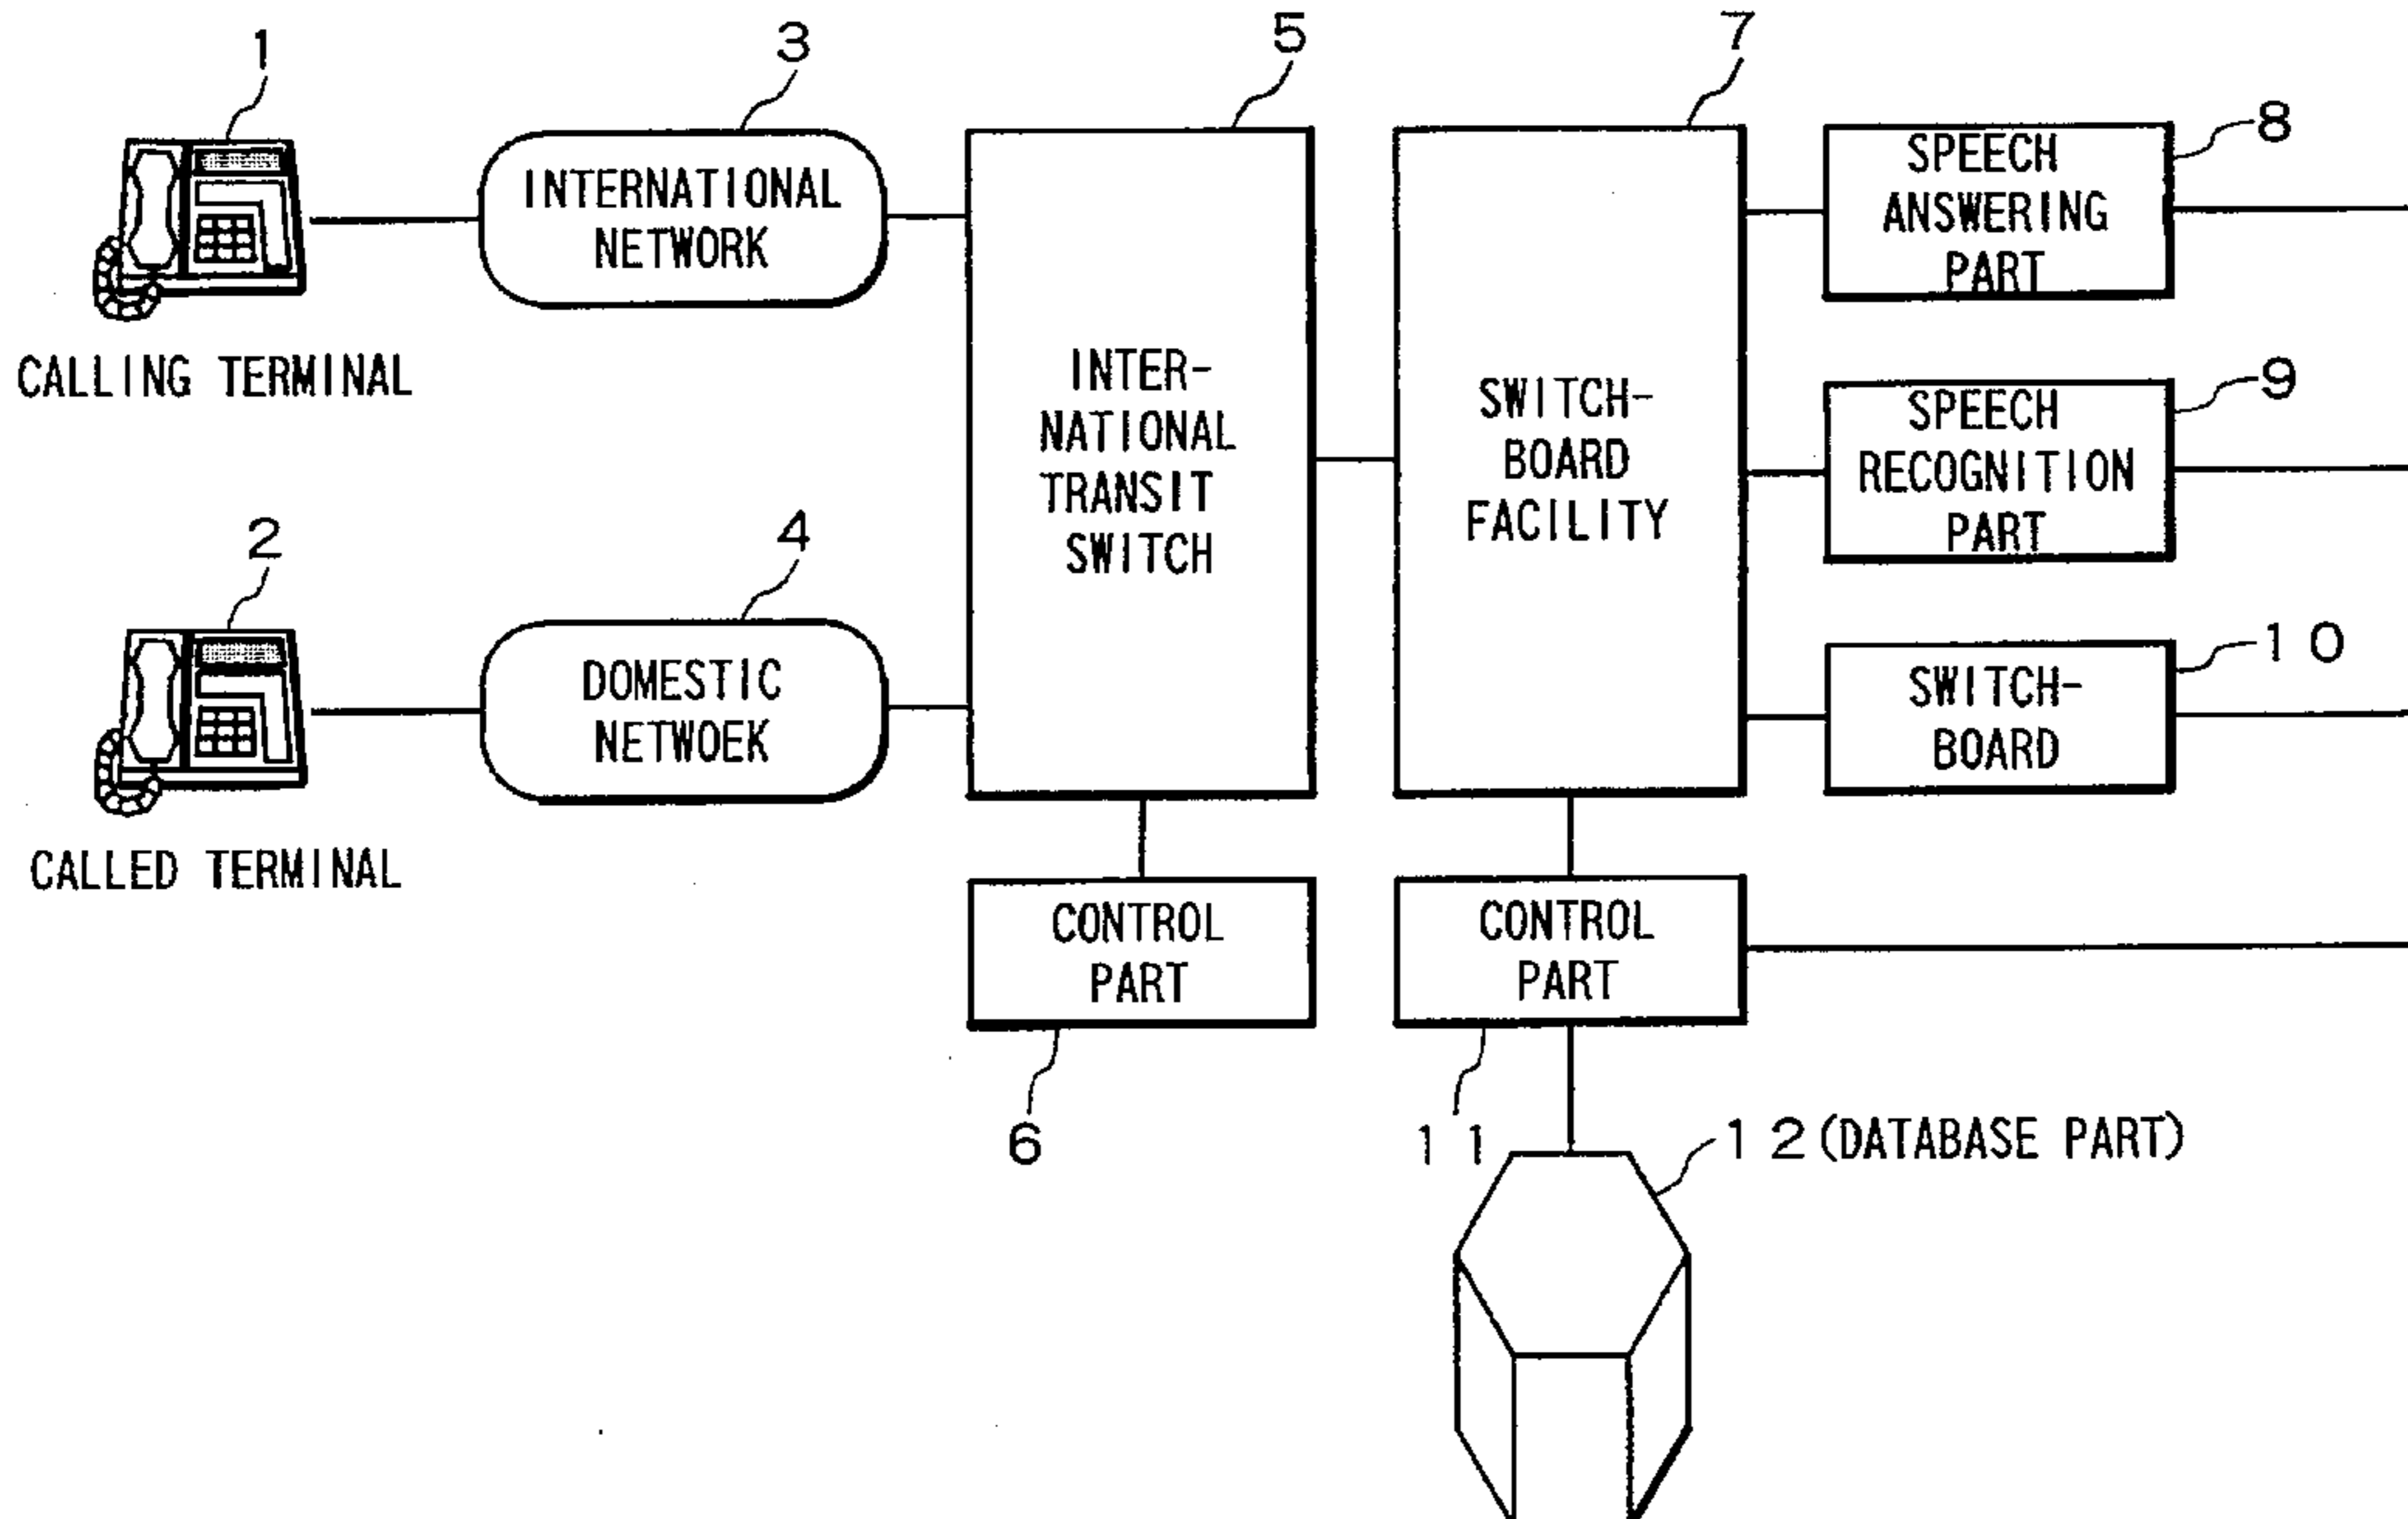 1
3
5
7
8
SPEECH
ANSWERING
PART
INTERNATIONAL
NETWORK
CALLING TERMINAL
INTER-
NATIONAL
TRANSIT
SWITCH
SWITCH-
BOARD
FACILITY
9
SPEECH
RECOGNITION
PART
2
4
DOMESTIC
NETWOEK
10
SWITCH-
BOARD
CALLED TERMINAL
CONTROL
PART
CONTROL
PART
6
11
12(DATABASE PART)